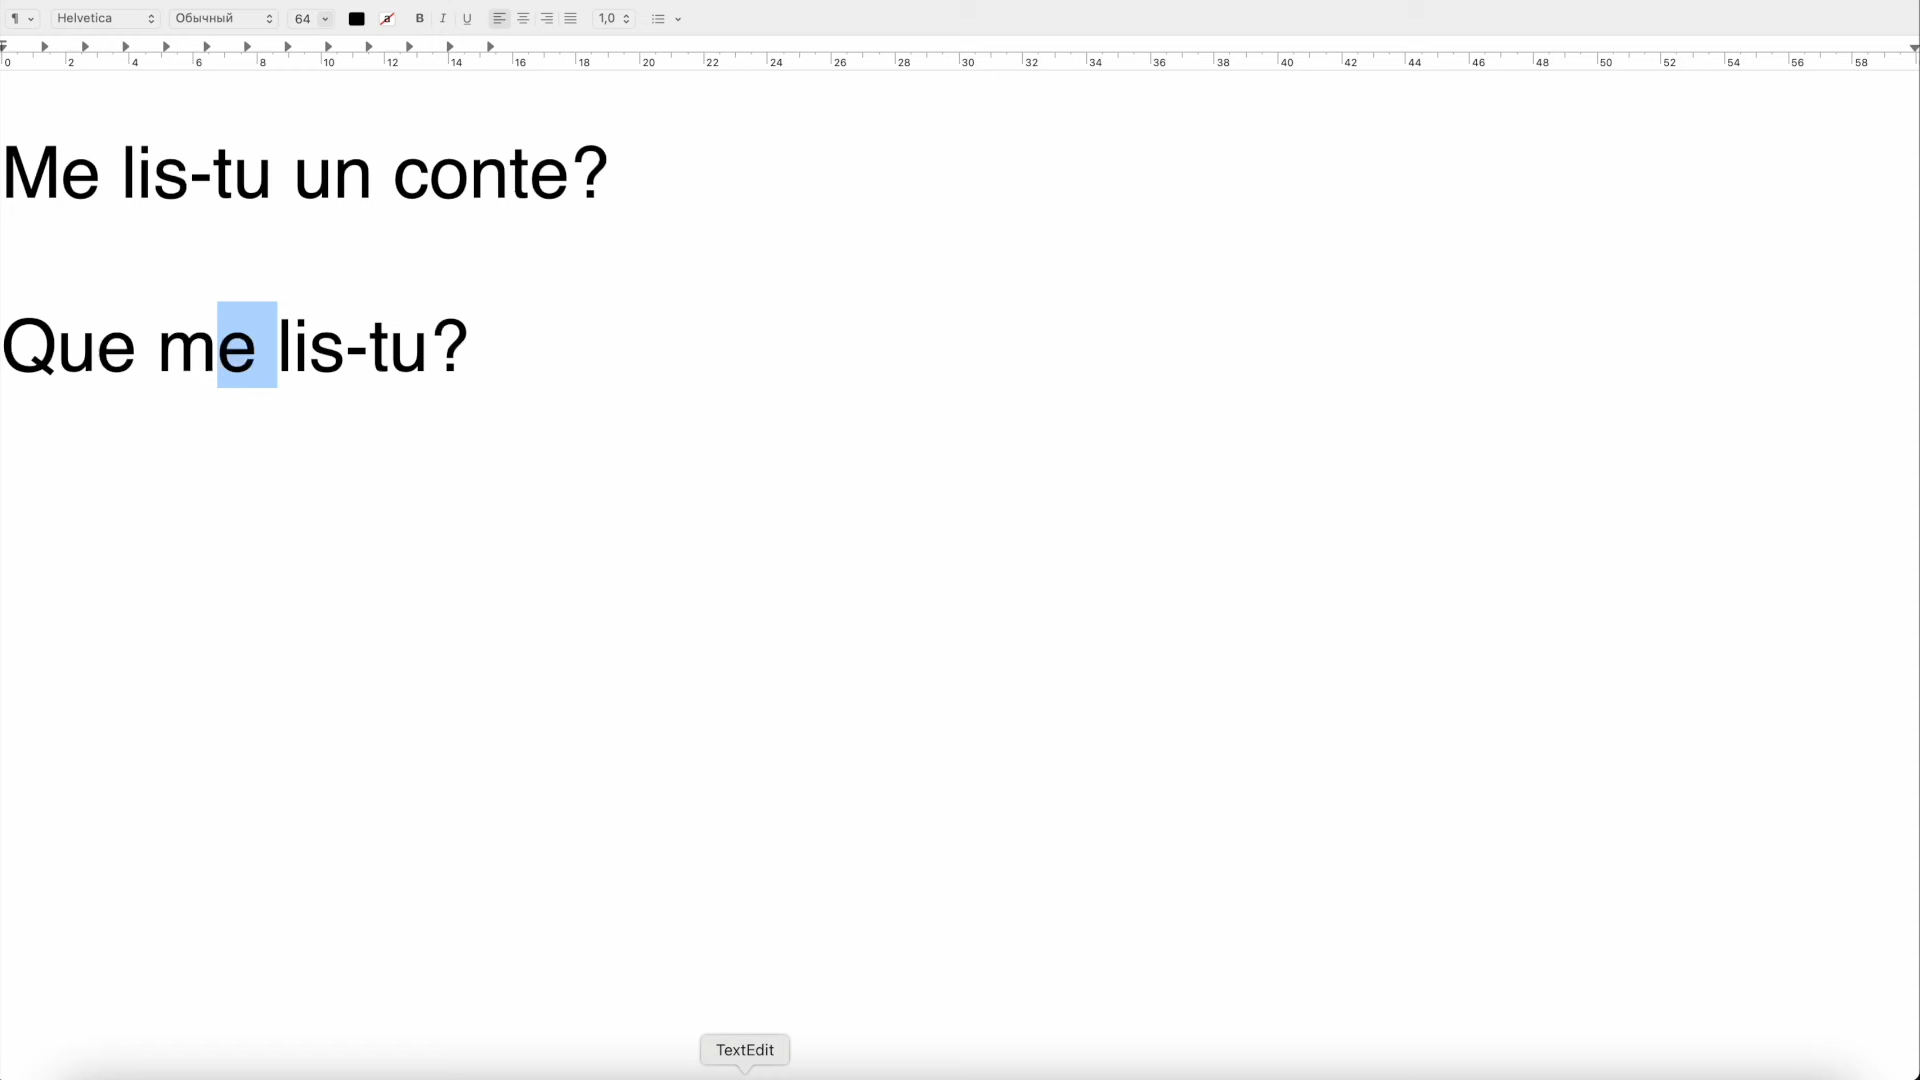 ¶ Helvetica Обычный 64 a B I U 1,0
0 2 4 6 8 10 12 14 16 18 20 22 24 26 28 30 32 34 36 38 40 42 44 46 48 50 52 54 56 58
Me lis-tu un conte?
Que me lis-tu?
TextEdit